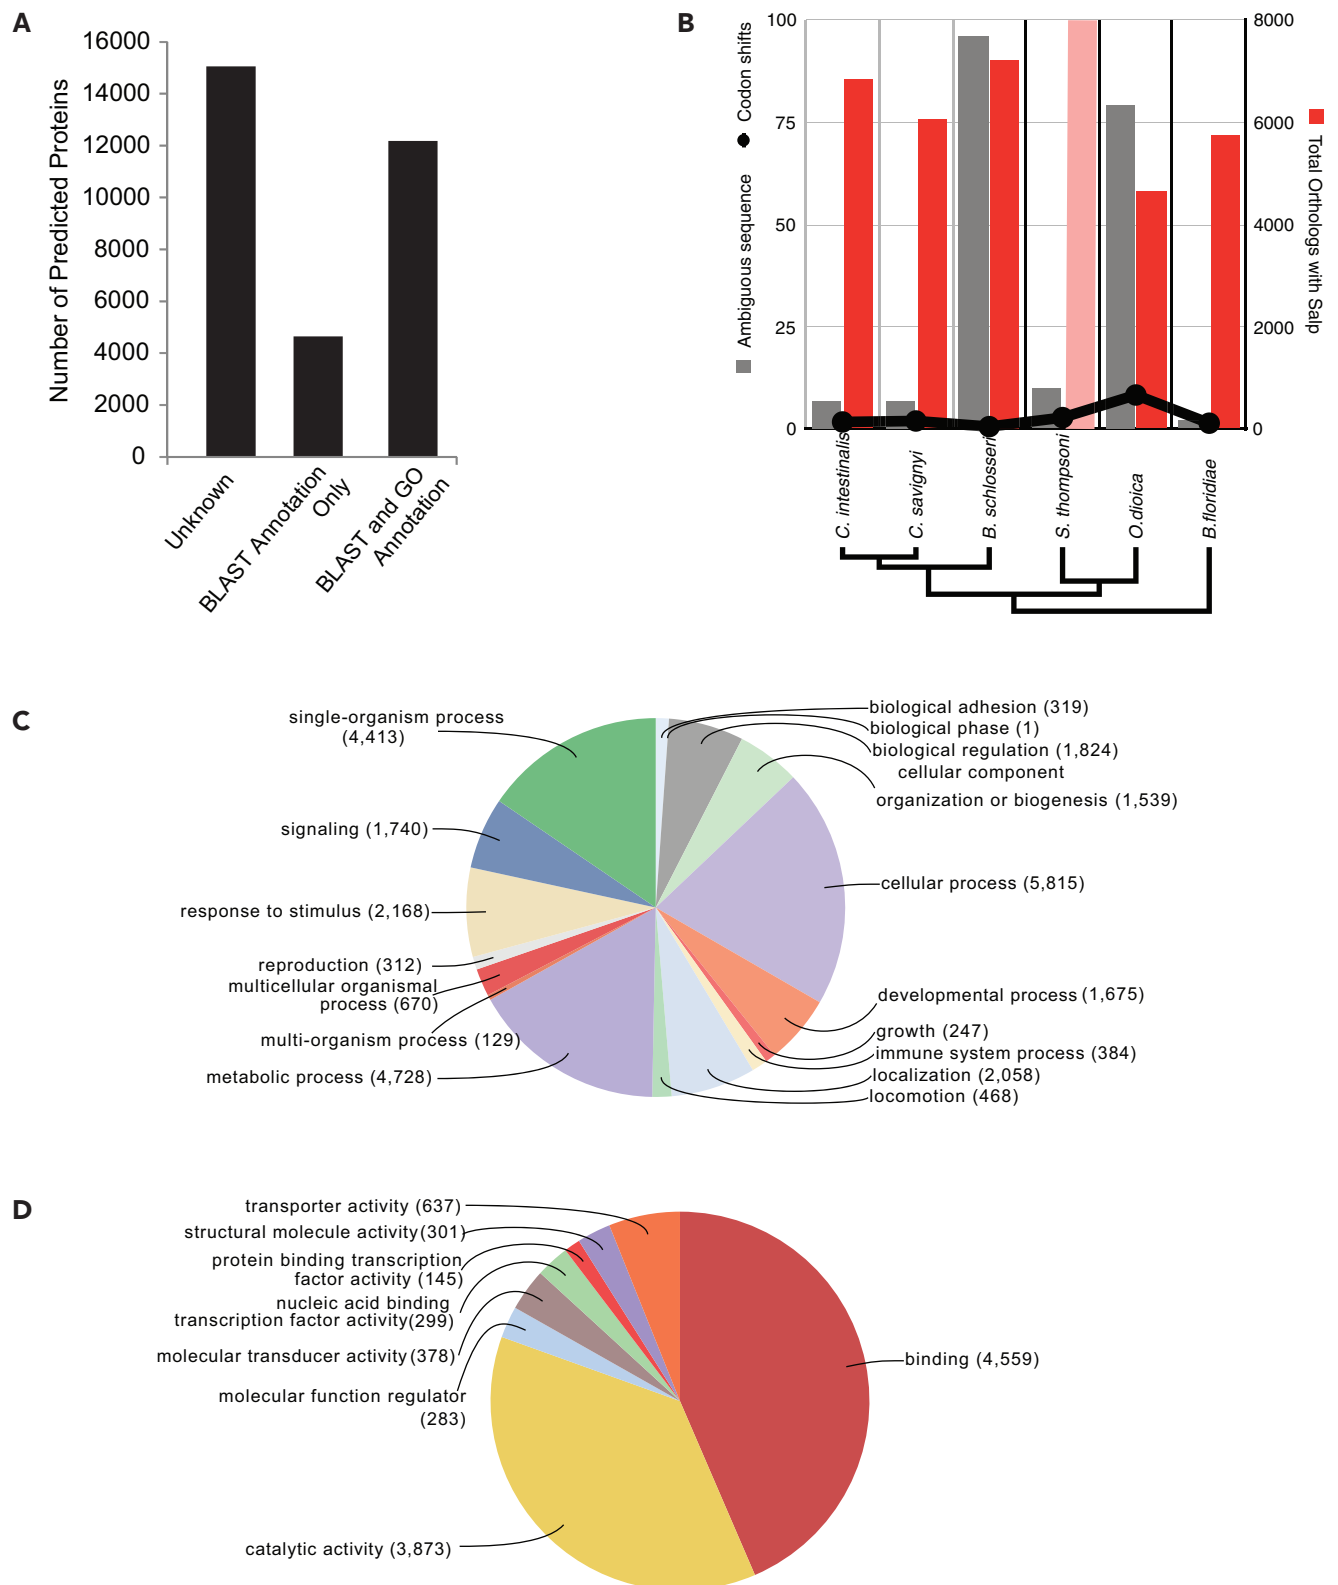 A
Number of Predicted Proteins
16000
14000
12000
10000
8000
6000
4000
2000
0
Unknown
BLAST Annotation
Only
BLAST and GO
Annotation
B
Ambiguous sequence
Codon shifts
100
75
50
25
0
8000
6000
4000
2000
0
Total Orthologs with Salp
C. intestinalis
C. savignyi
B. schlosseri
S. thompsoni
O.dioica
B.floridiae
C
single-organism process
(4,413)
signaling (1,740)
response to stimulus (2,168)
reproduction (312)
multicellular organismal
process (670)
multi-organism process (129)
metabolic process (4,728)
biological adhesion (319)
biological phase (1)
biological regulation (1,824)
cellular component
organization or biogenesis (1,539)
cellular process (5,815)
developmental process (1,675)
growth (247)
immune system process (384)
localization (2,058)
locomotion (468)
D
transporter activity (637)
structural molecule activity(301)
protein binding transcription
factor activity (145)
nucleic acid binding
transcription factor activity(299)
molecular transducer activity(378)
molecular function regulator
(283)
catalytic activity (3,873)
binding (4,559)